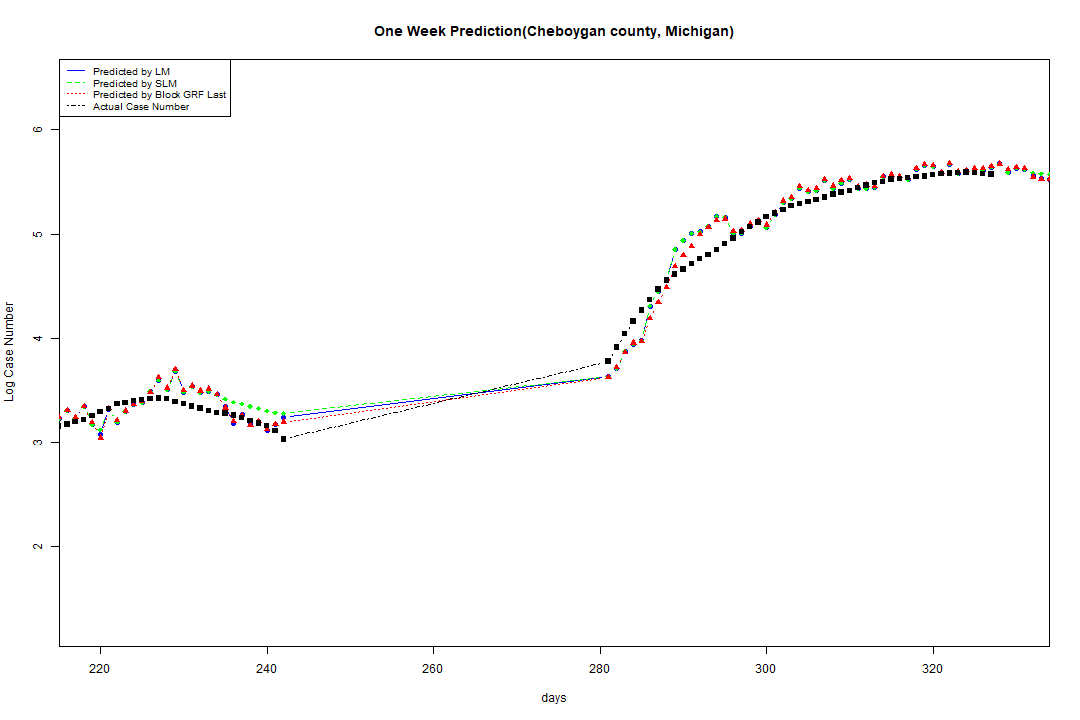 One Week Prediction(Cheboygan county, Michigan)
Predicted by LM
Predicted by SLM
Predicted by Block GRF Last
Actual Case Number
6
5
4
3
2
Log Case Number
220 240 260 280 300 320
days